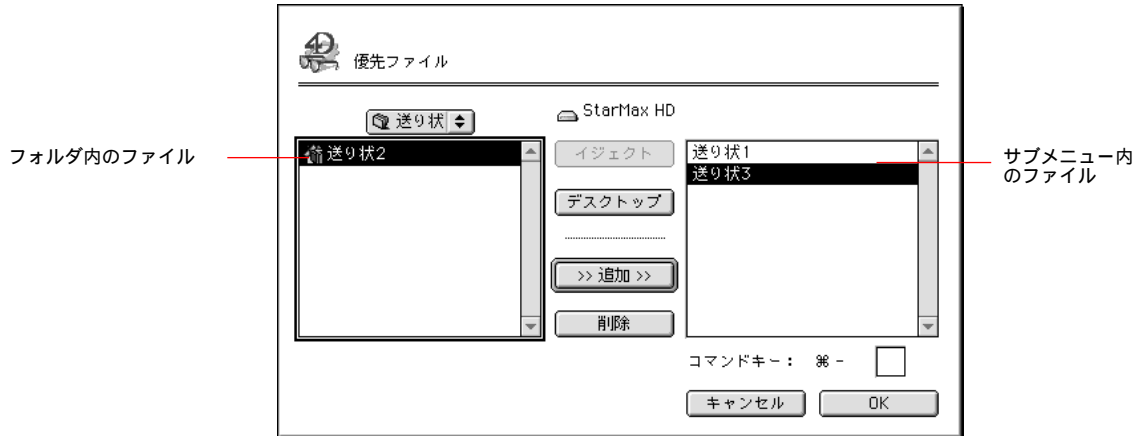 優先ファイル
送り状
StarMax HD
フォルダ内のファイル
送り状2
イジェクト
送り状1
送り状3
サブメニュー内
のファイル
デスクトップ
>> 追加 >>
削除
コマンドキー： ⌘ -
キャンセル
OK